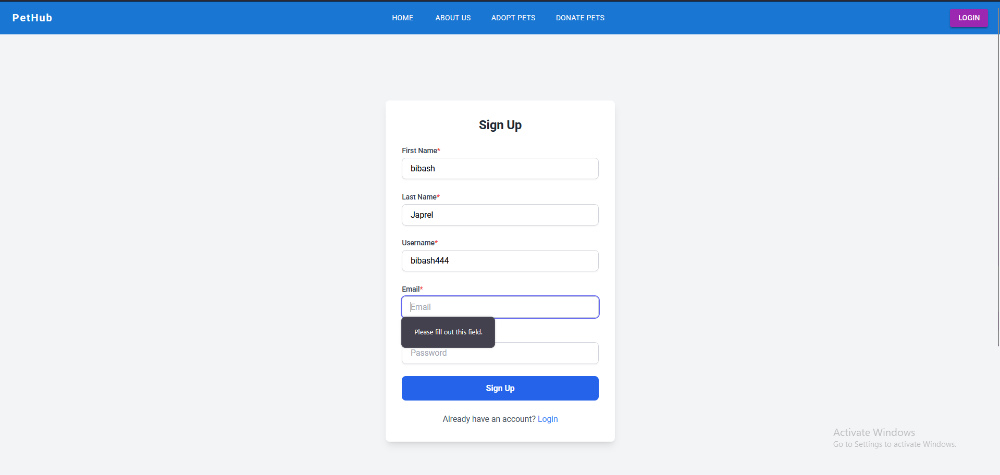 PetHub
HOME ABOUT US ADOPT PETS DONATE PETS
LOGIN
Sign Up
First Name*
bibash
Last Name*
Japrel
Username*
bibash444
Email*
Email
Please fill out this field.
Password
Sign Up
Already have an account? Login
Activate Windows
Go to Settings to activate Windows.